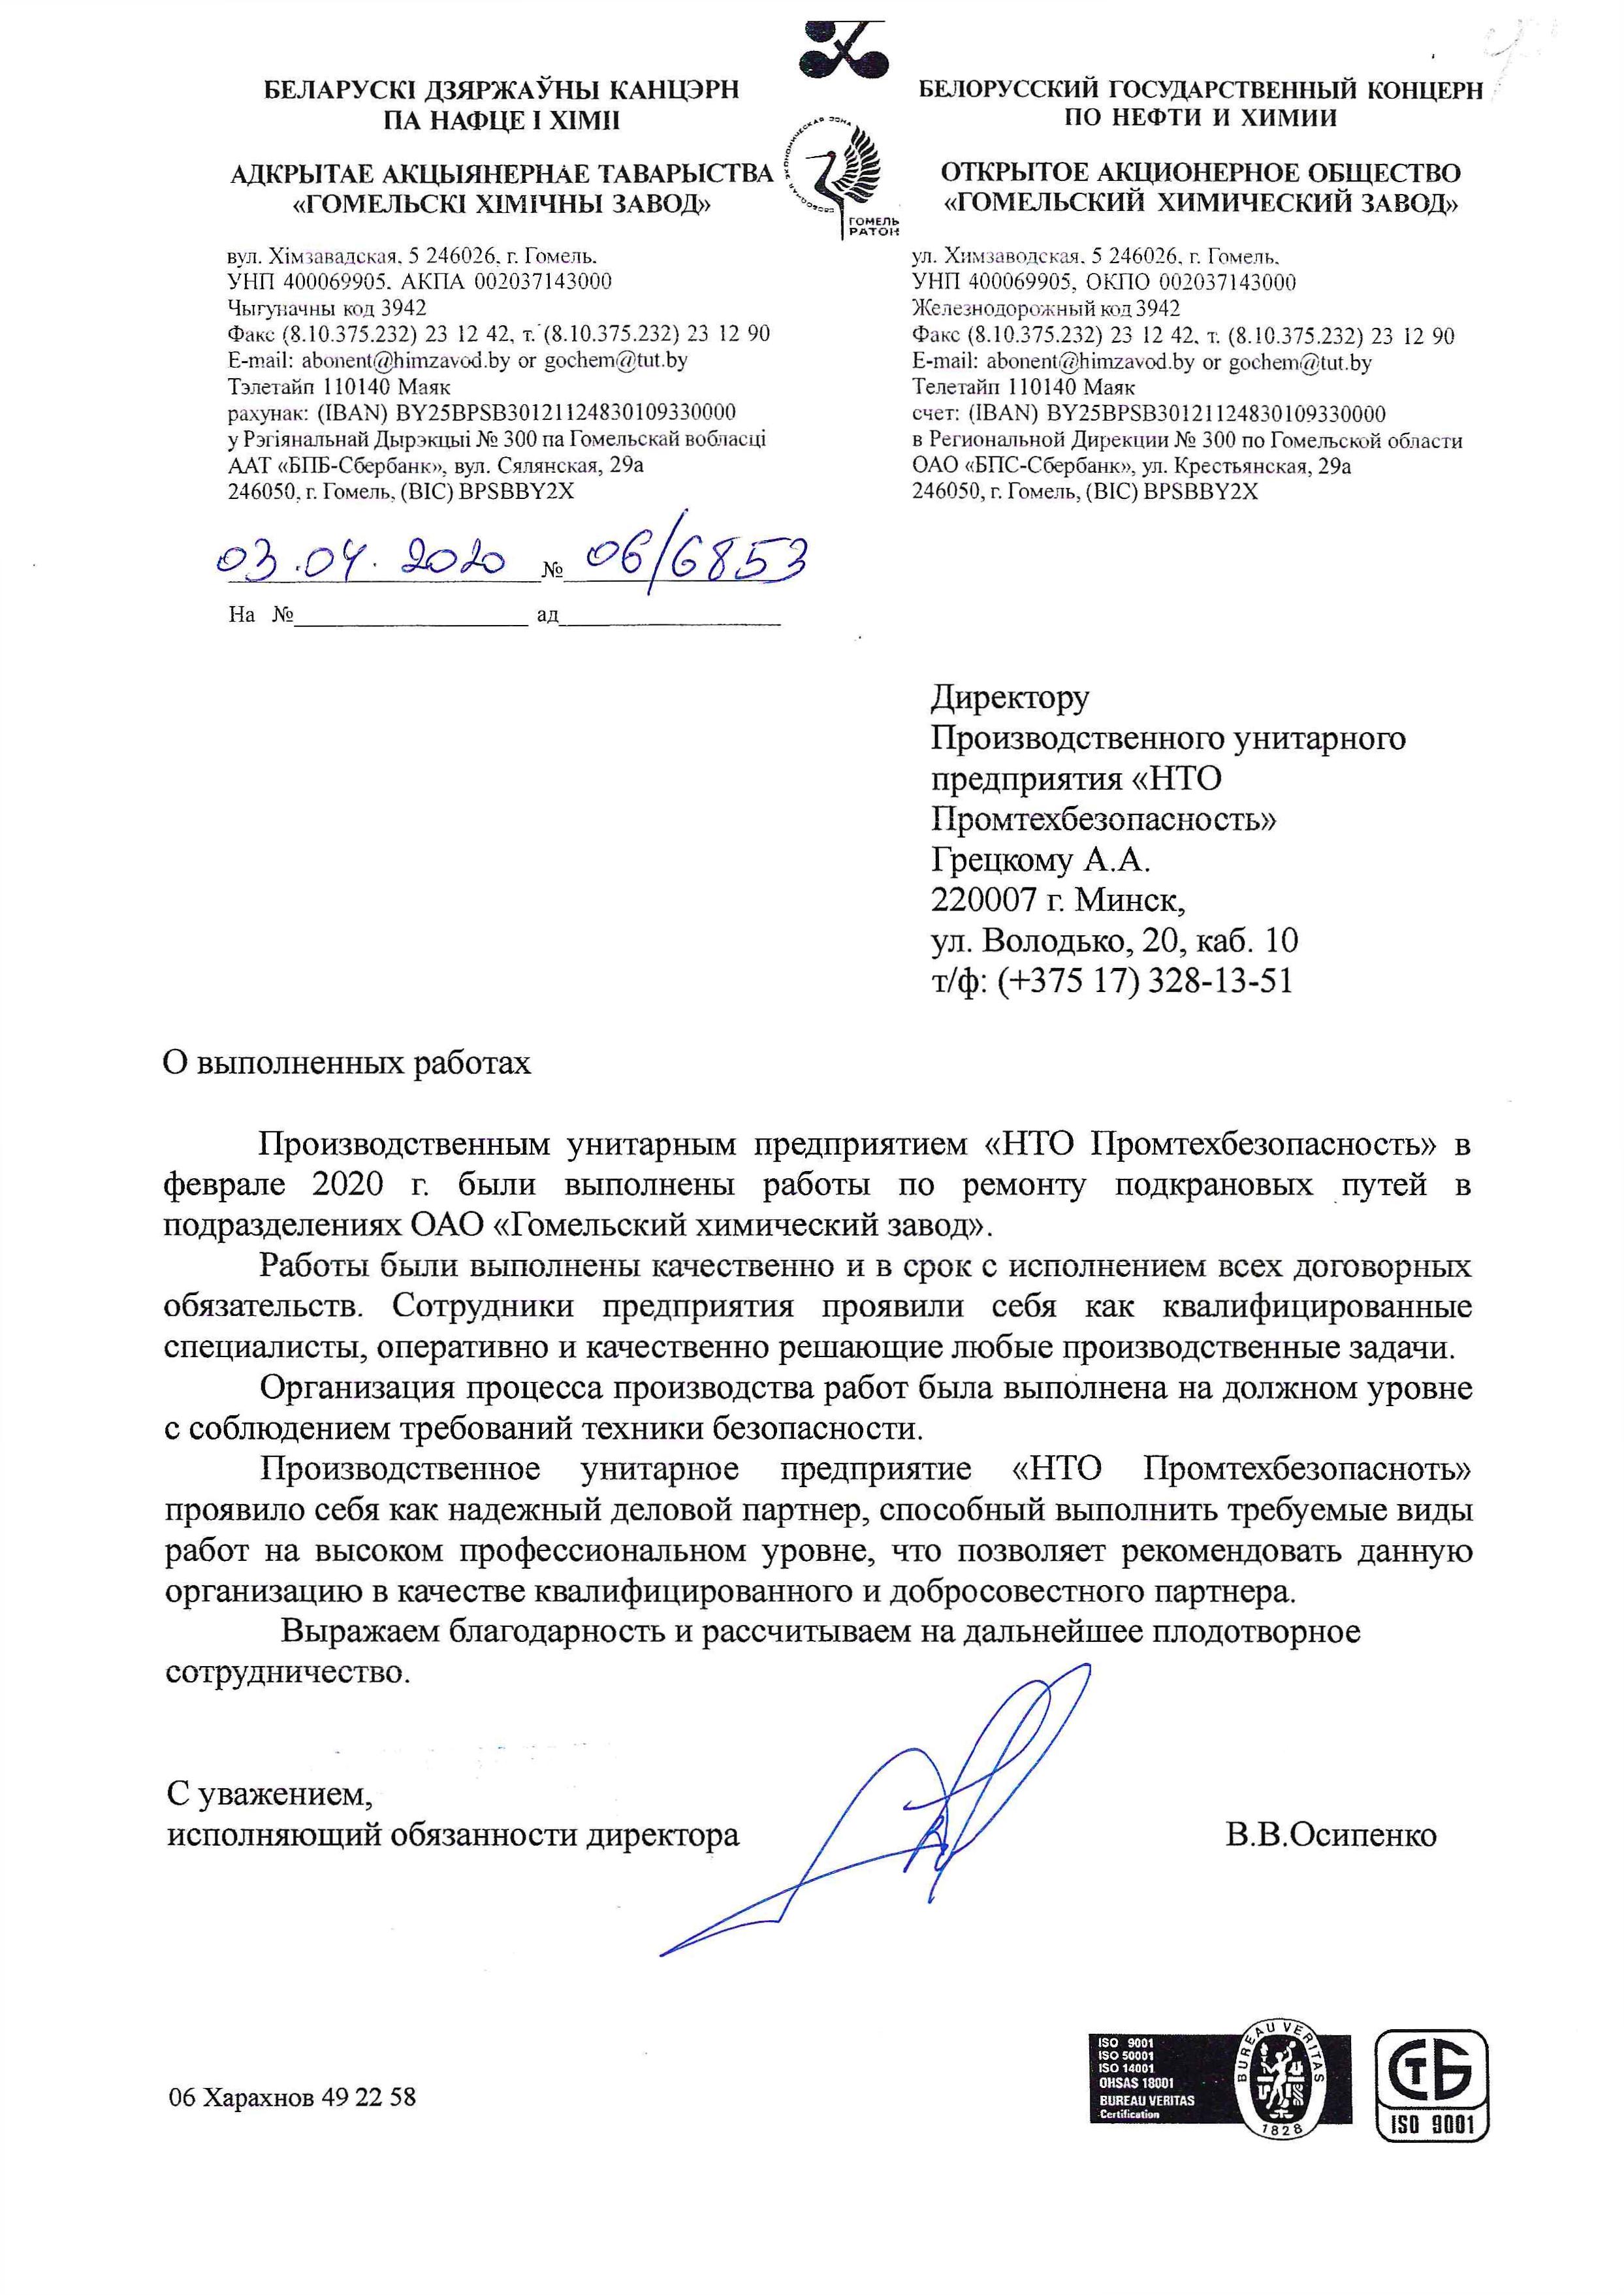 БЕЛАРУСКІ ДЗЯРЖАЎНЫ КАНЦЭРН
ПА НАФЦЕ І ХІМІІ
АДКРЫТАЕ АКЦЫЯНЕРНАЕ ТАВАРЫСТВА
«ГОМЕЛЬСКІ ХІМІЧНЫ ЗАВОД»
вул. Хімзавадская, 5 246026, г. Гомель,
УНП 400069905, АКПА 002037143000
Чыгуначны код 3942
Факс (8.10.375.232) 23 12 42, т. (8.10.375.232) 23 12 90
E-mail: abonent@himzavod.by or gochem@tut.by
Тэлетайп 110140 Маяк
рахунак: (IBAN) BY25BPSB30121124830109330000
у Рэгіянальнай Дырэкцыі № 300 па Гомельскай вобласці
ААТ «БПБ-Сбербанк», вул. Сялянская, 29а
246050, г. Гомель, (BIC) BPSBBY2X
ЭКОНОМИЧЕСКАЯ ЗОНА
ГОМЕЛЬ
РАТОН
БЕЛОРУССКИЙ ГОСУДАРСТВЕННЫЙ КОНЦЕРН
ПО НЕФТИ И ХИМИИ
ОТКРЫТОЕ АКЦИОНЕРНОЕ ОБЩЕСТВО
«ГОМЕЛЬСКИЙ ХИМИЧЕСКИЙ ЗАВОД»
ул. Химзаводская, 5 246026, г. Гомель,
УНП 400069905, ОКПО 002037143000
Железнодорожный код 3942
Факс (8.10.375.232) 23 12 42, т. (8.10.375.232) 23 12 90
E-mail: abonent@himzavod.by or gochem@tut.by
Телетайп 110140 Маяк
счет: (IBAN) BY25BPSB30121124830109330000
в Региональной Дирекции № 300 по Гомельской области
ОАО «БПС-Сбербанк», ул. Крестьянская, 29а
246050, г. Гомель, (BIC) BPSBBY2X
03.04.2020 № 06/6853
На № ад
Директору
Производственного унитарного
предприятия «НТО
Промтехбезопасность»
Грецкому А.А.
220007 г. Минск,
ул. Володько, 20, каб. 10
т/ф: (+375 17) 328-13-51
О выполненных работах
Производственным унитарным предприятием «НТО Промтехбезопасность» в
феврале 2020 г. были выполнены работы по ремонту подкрановых путей в
подразделениях ОАО «Гомельский химический завод».
Работы были выполнены качественно и в срок с исполнением всех договорных
обязательств. Сотрудники предприятия проявили себя как квалифицированные
специалисты, оперативно и качественно решающие любые производственные задачи.
Организация процесса производства работ была выполнена на должном уровне
с соблюдением требований техники безопасности.
Производственное унитарное предприятие «НТО Промтехбезопасноть»
проявило себя как надежный деловой партнер, способный выполнить требуемые виды
работ на высоком профессиональном уровне, что позволяет рекомендовать данную
организацию в качестве квалифицированного и добросовестного партнера.
Выражаем благодарность и рассчитываем на дальнейшее плодотворное
сотрудничество.
С уважением,
исполняющий обязанности директора В.В.Осипенко
06 Харахнов 49 22 58
ISO 9001
ISO 50001
ISO 14001
OHSAS 18001
BUREAU VERITAS
Certification
BUREAU VERITAS
1828
СТБ
ISO 9001